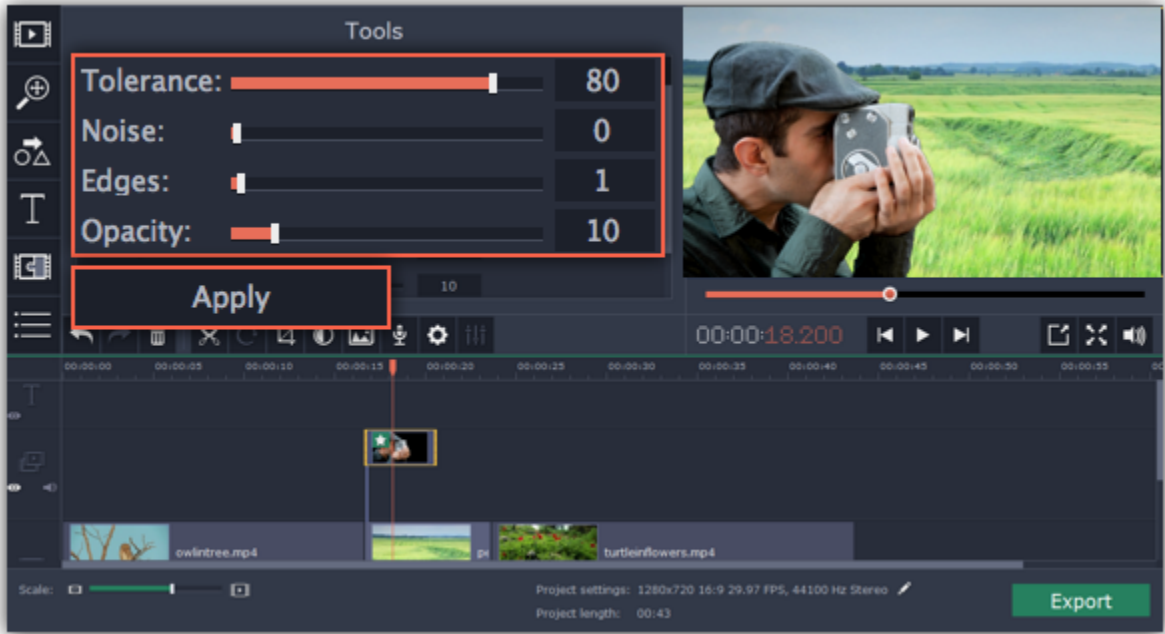 Tools
Tolerance: 80
Noise: 0
Edges: 1
Opacity: 10
10
Apply
00:00:18.200
00:00:00 00:00:05 00:00:10 00:00:15 00:00:20 00:00:25 00:00:30 00:00:35 00:00:40 00:00:45 00:00:50 00:00:55 00
T
owlintree.mp4
turtleinflowers.mp4
Scale:
Project settings: 1280x720 16:9 29.97 FPS, 44100 Hz Stereo
Project length: 00:43
Export